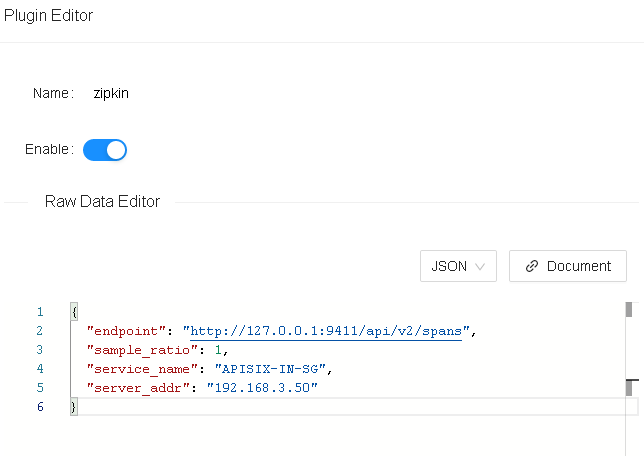 Plugin Editor
Name: zipkin
Enable:
Raw Data Editor
JSON Document
1 {
2 "endpoint": "http://127.0.0.1:9411/api/v2/spans",
3 "sample_ratio": 1,
4 "service_name": "APISIX-IN-SG",
5 "server_addr": "192.168.3.50"
6 }